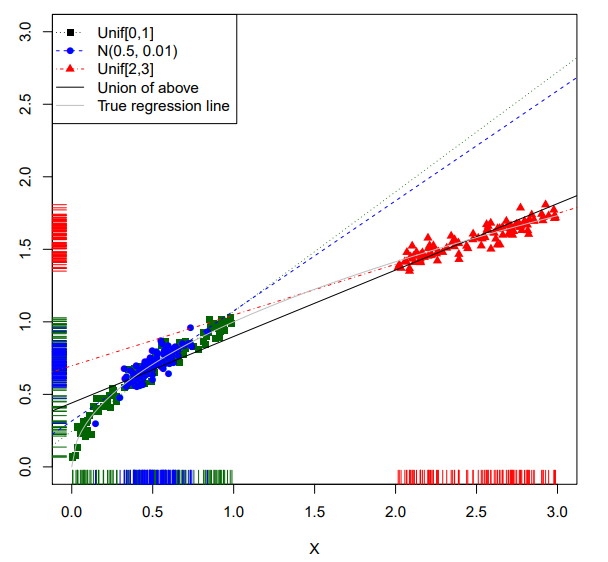 Unif[0,1]
N(0.5, 0.01)
Unif[2,3]
Union of above
True regression line
3.0
2.5
2.0
1.5
1.0
0.5
0.0
0.0 0.5 1.0 1.5 2.0 2.5 3.0
X